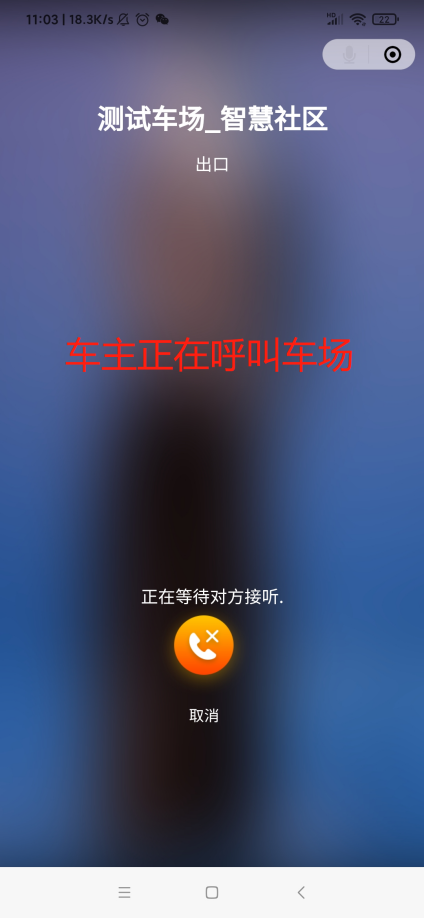 11:03 | 18.3K/s
HD
22
测试车场_智慧社区
出口
车主正在呼叫车场
正在等待对方接听.
取消